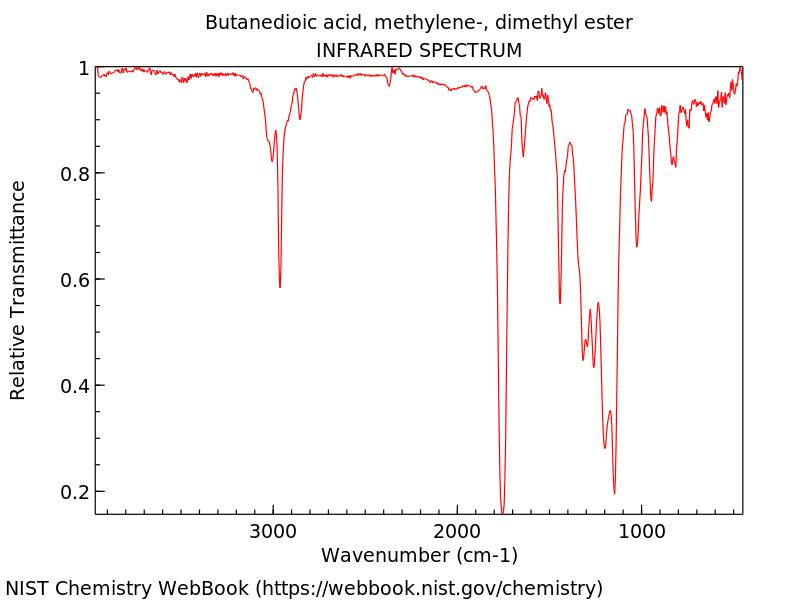 Butanedioic acid, methylene-, dimethyl ester
INFRARED SPECTRUM
1
0.8
0.6
0.4
0.2
Relative Transmittance
3000 2000 1000
Wavenumber (cm-1)
NIST Chemistry WebBook (https://webbook.nist.gov/chemistry)